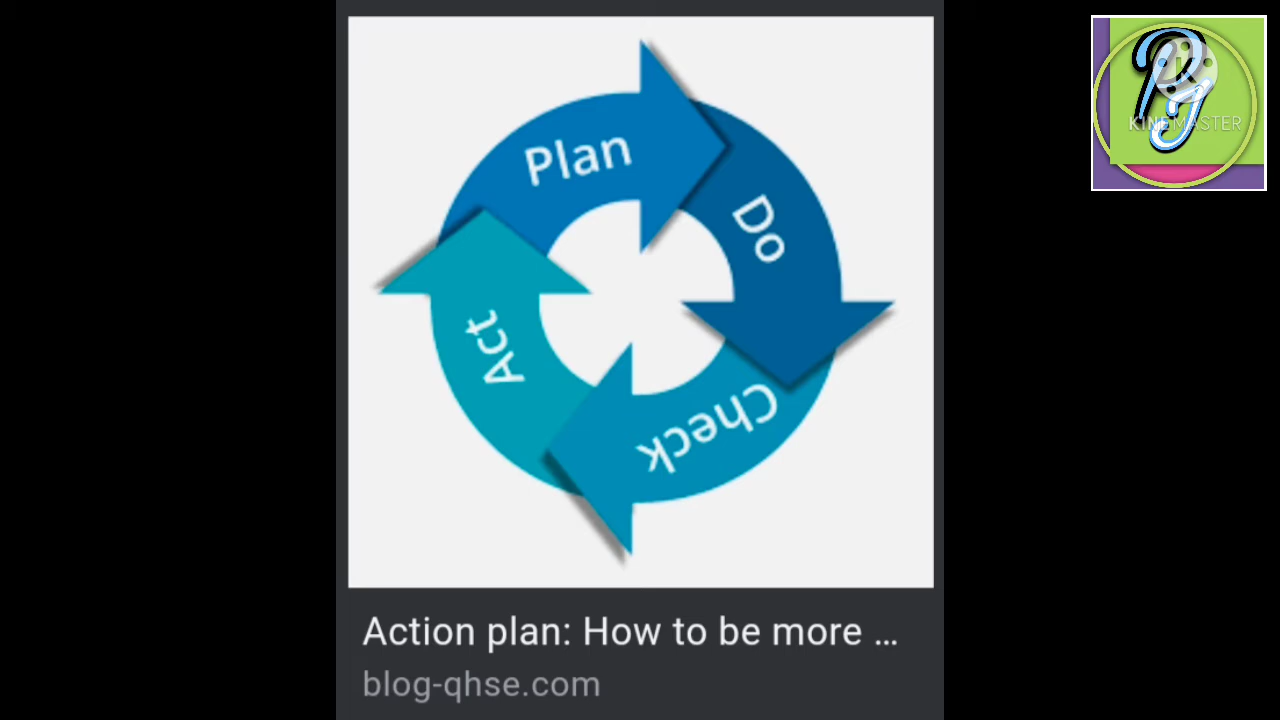 Plan
Do
Check
Act
Action plan: How to be more ...
blog-qhse.com
KINEMASTER